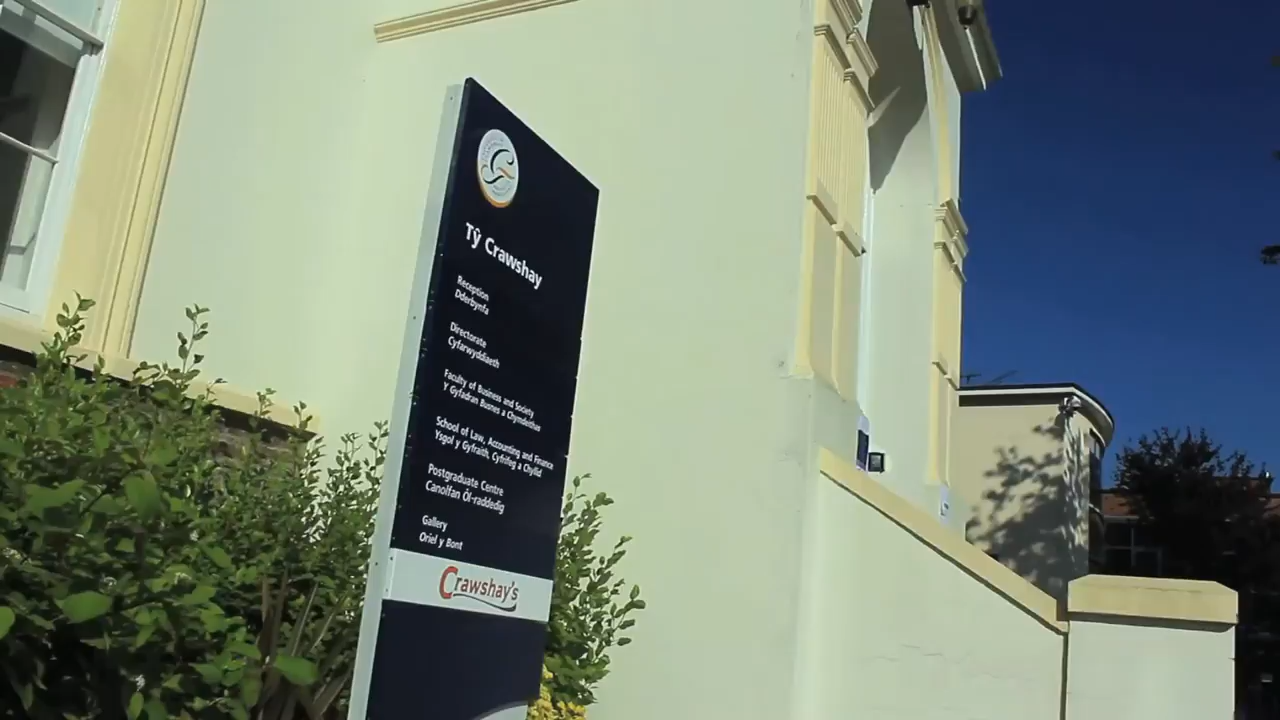 Tŷ Crawshay
Reception
Dderbynfa
Directorate
Cyfarwyddiaeth
Faculty of Business and Society
Y Gyfadran Busnes a Chymdeithas
School of Law, Accounting and Finance
Ysgol y Gyfraith, Cyfrifeg a Chyllid
Postgraduate Centre
Canolfan Ôl-raddedig
Gallery
Oriel y Bont
Crawshay's